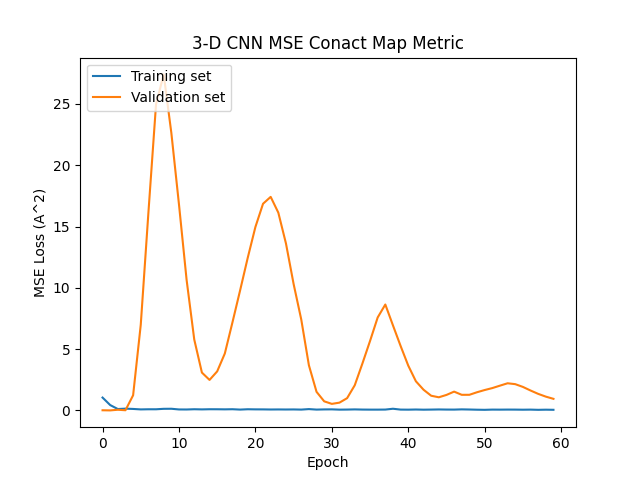 3-D CNN MSE Conact Map Metric
Training set
Validation set
MSE Loss (A^2)
25
20
15
10
5
0
0 10 20 30 40 50 60
Epoch